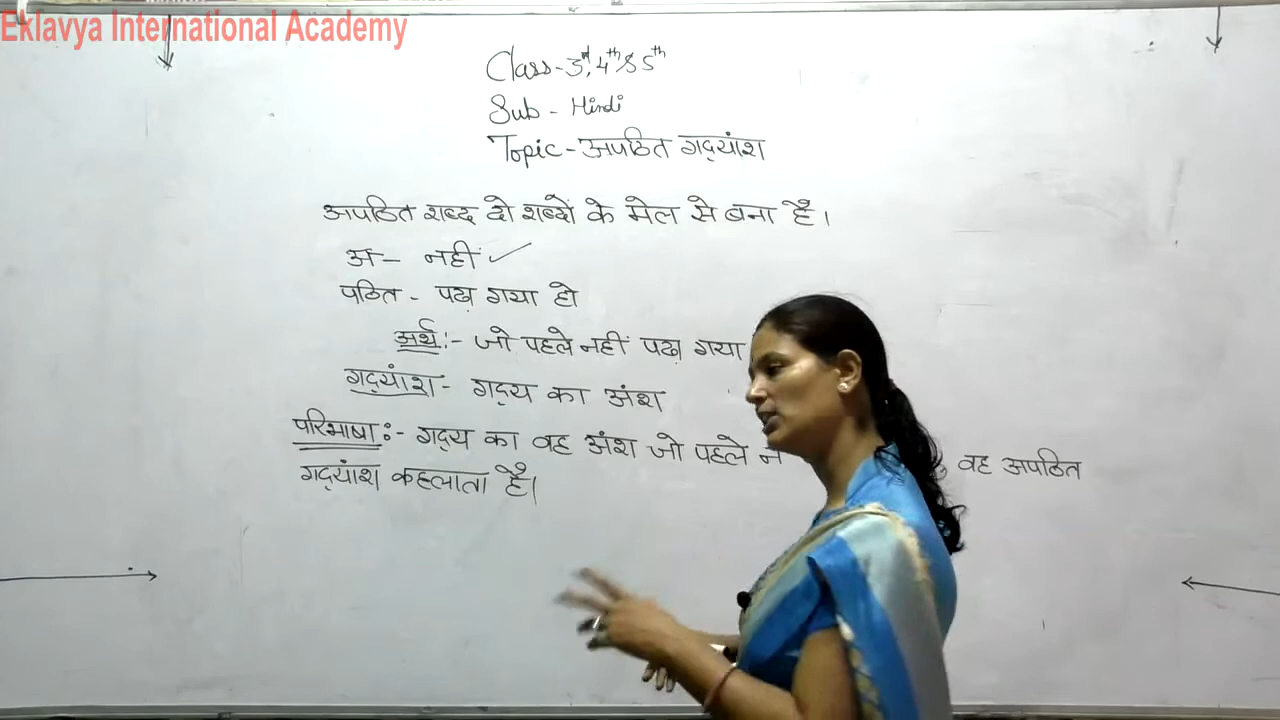 Eklavya International Academy
Class-3rd, 4th & 5th
Sub - Hindi
Topic - अपठित गद्यांश
अपठित शब्द दो शब्दों के मेल से बना है।
अ - नहीं ✓
पठित - पढ़ा गया हो
अर्थ:- जो पहले नहीं पढ़ा गया
गद्यांश - गद्य का अंश
परिभाषा:- गद्य का वह अंश जो पहले न वह अपठित
गद्यांश कहलाता है।